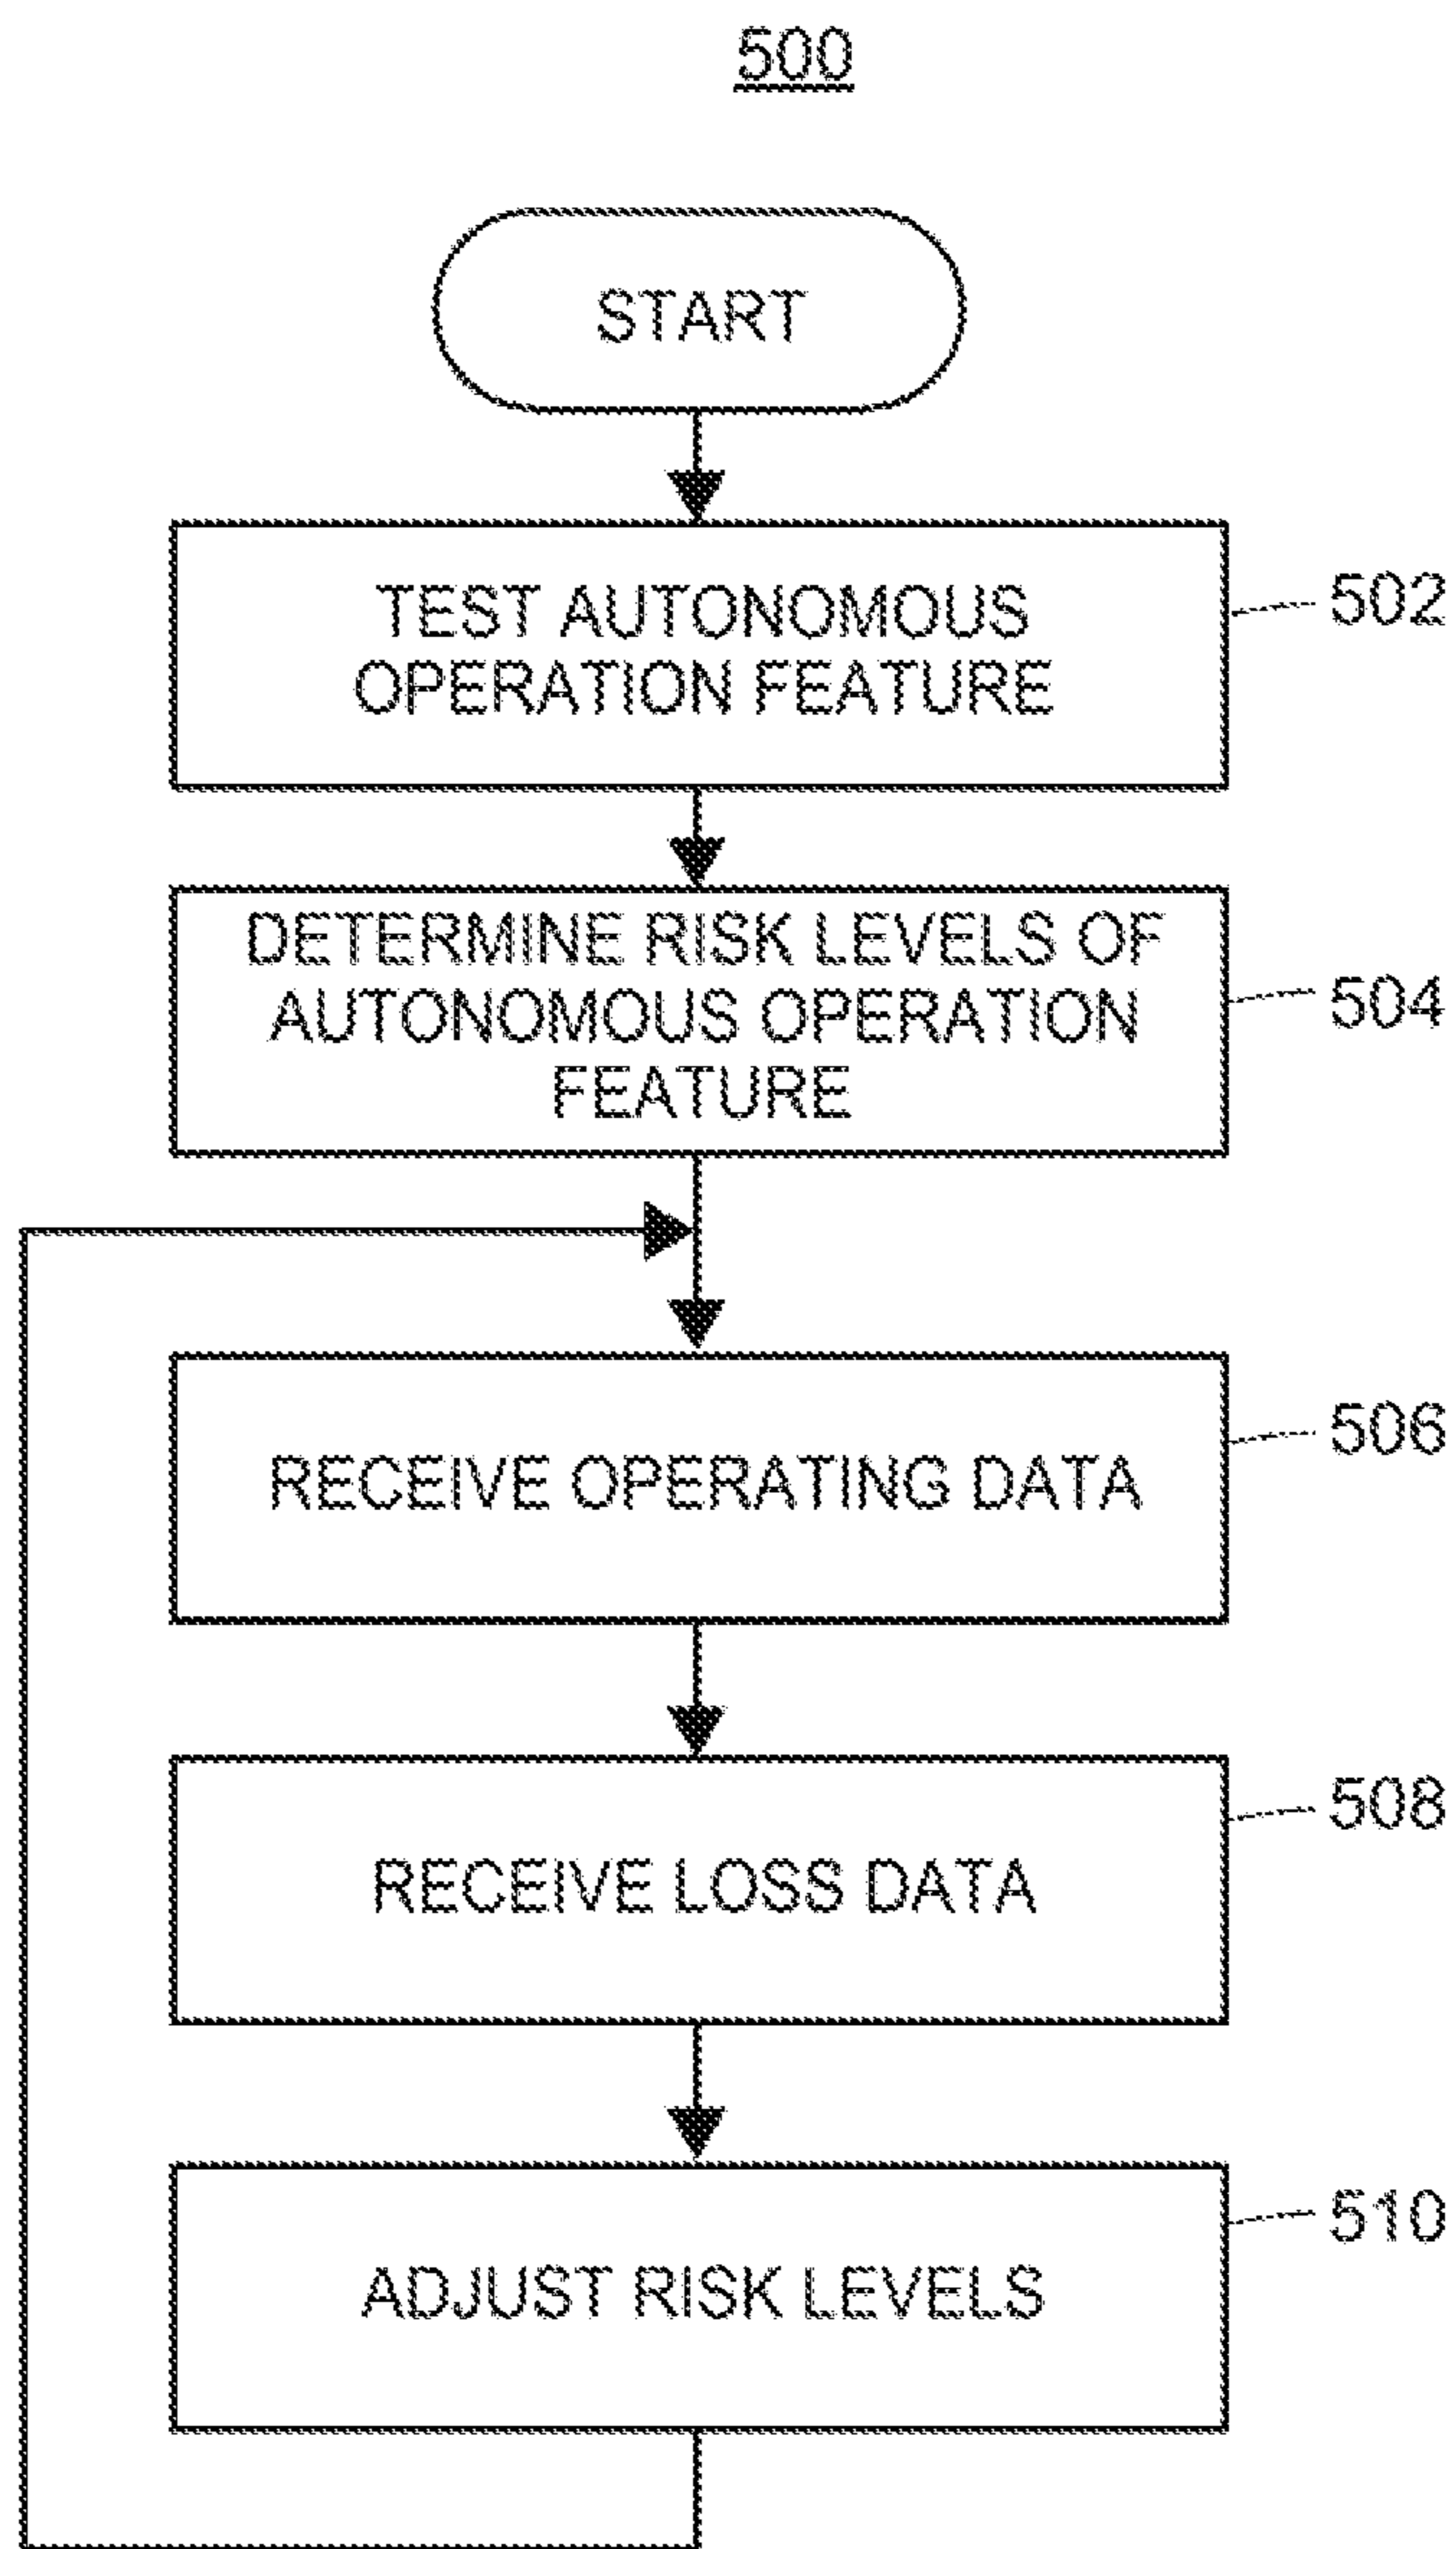 500
START
TEST AUTONOMOUS
OPERATION FEATURE
502
DETERMINE RISK LEVELS OF
AUTONOMOUS OPERATION
FEATURE
504
RECEIVE OPERATING DATA
506
RECEIVE LOSS DATA
508
ADJUST RISK LEVELS
510